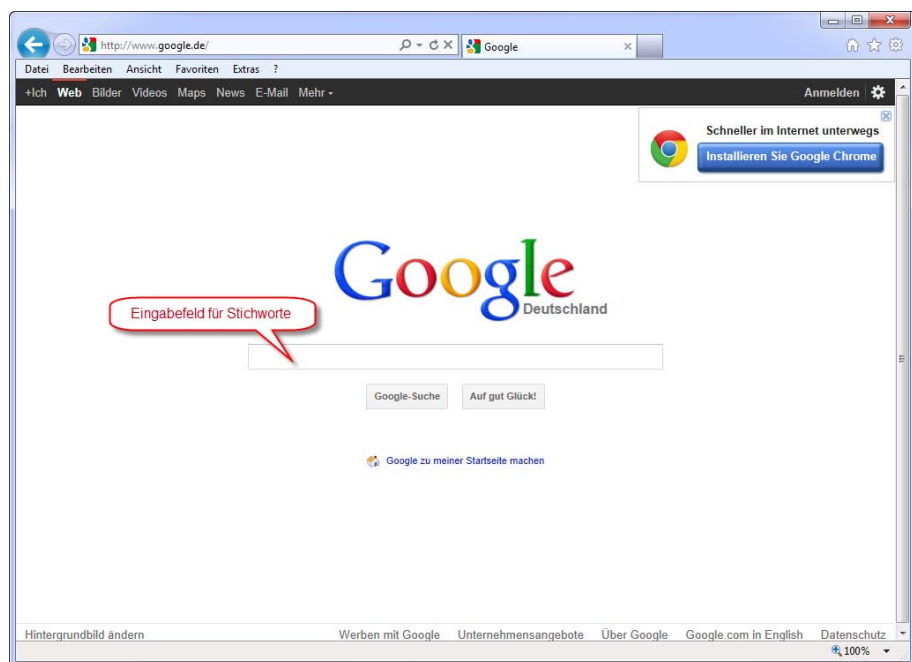 http://www.google.de/
Google
Datei Bearbeiten Ansicht Favoriten Extras ?
+Ich Web Bilder Videos Maps News E-Mail Mehr
Anmelden
Schneller im Internet unterwegs
Installieren Sie Google Chrome
Google
Deutschland
Eingabefeld für Stichworte
Google-Suche Auf gut Glück!
Google zu meiner Startseite machen
Hintergrundbild ändern Werben mit Google Unternehmensangebote Über Google Google.com in English Datenschutz
100%